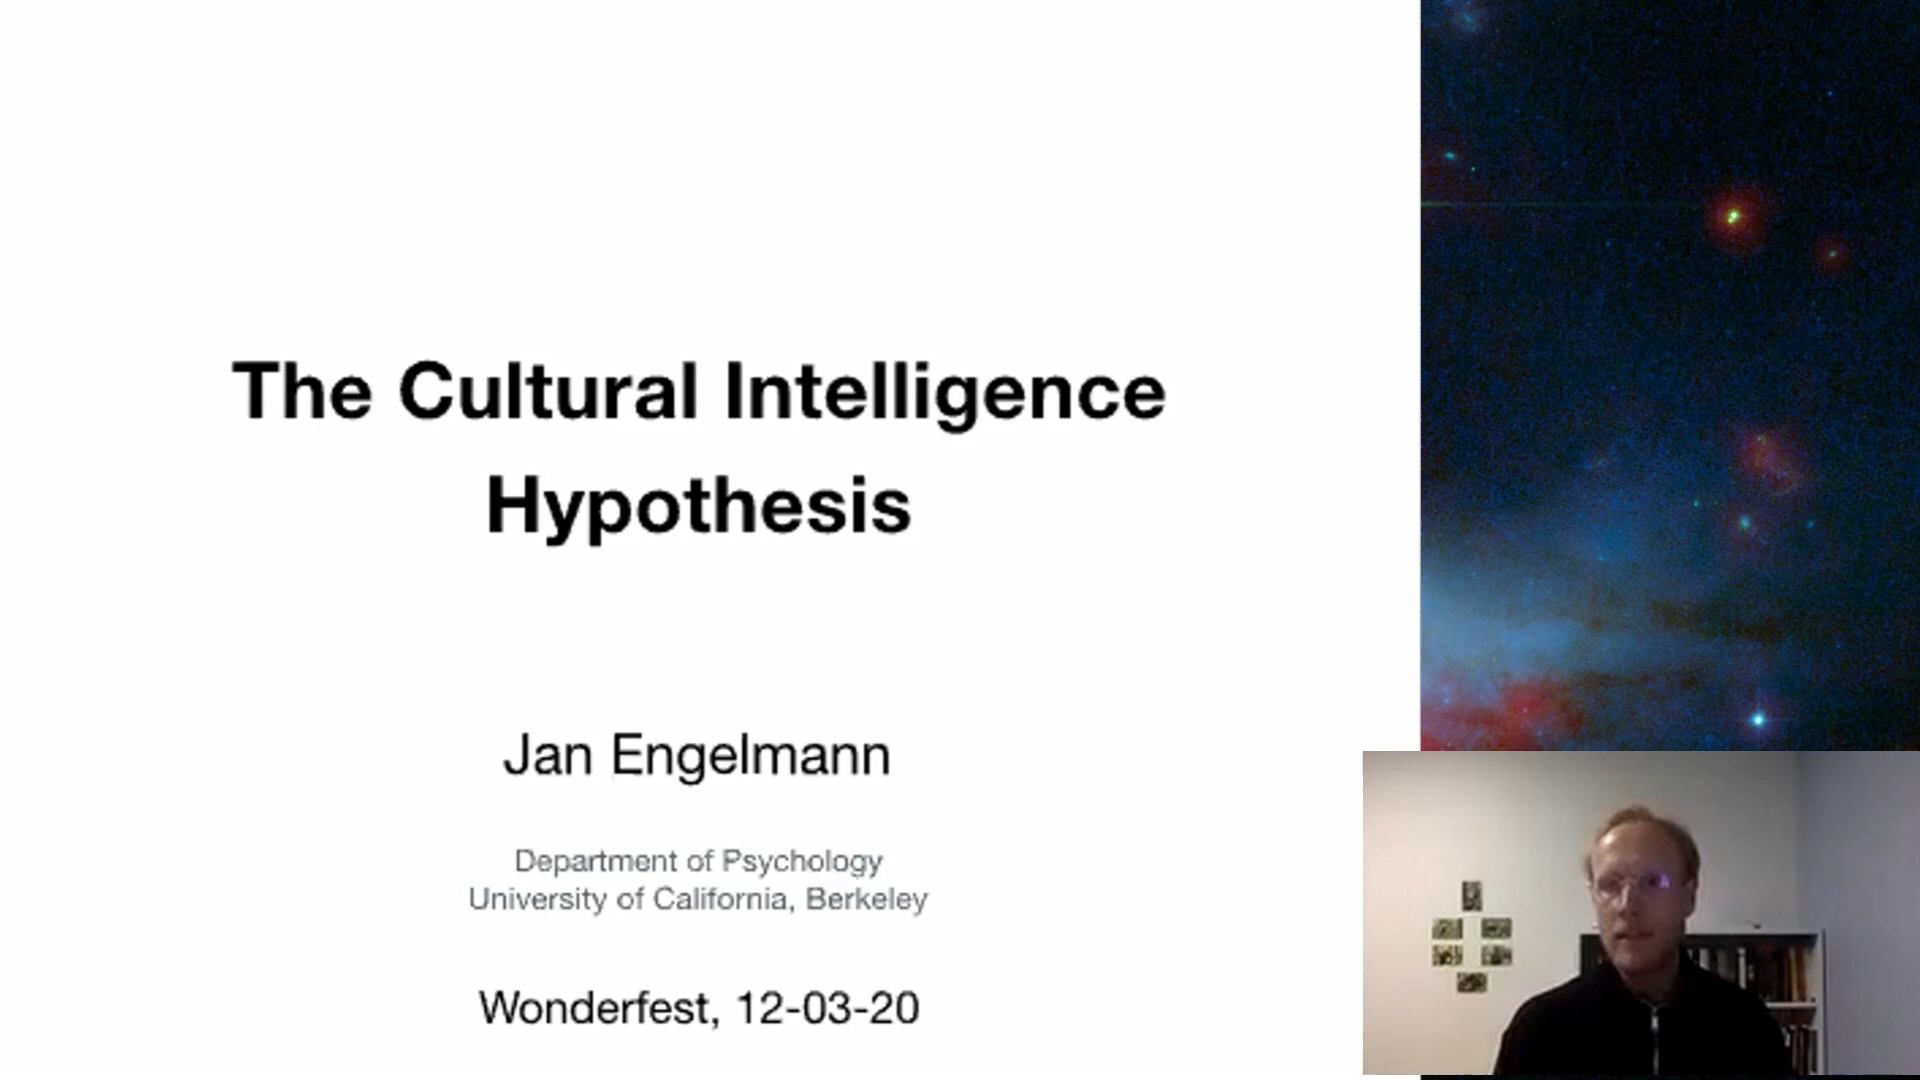 The Cultural Intelligence
Hypothesis
Jan Engelmann
Department of Psychology
University of California, Berkeley
Wonderfest, 12-03-20